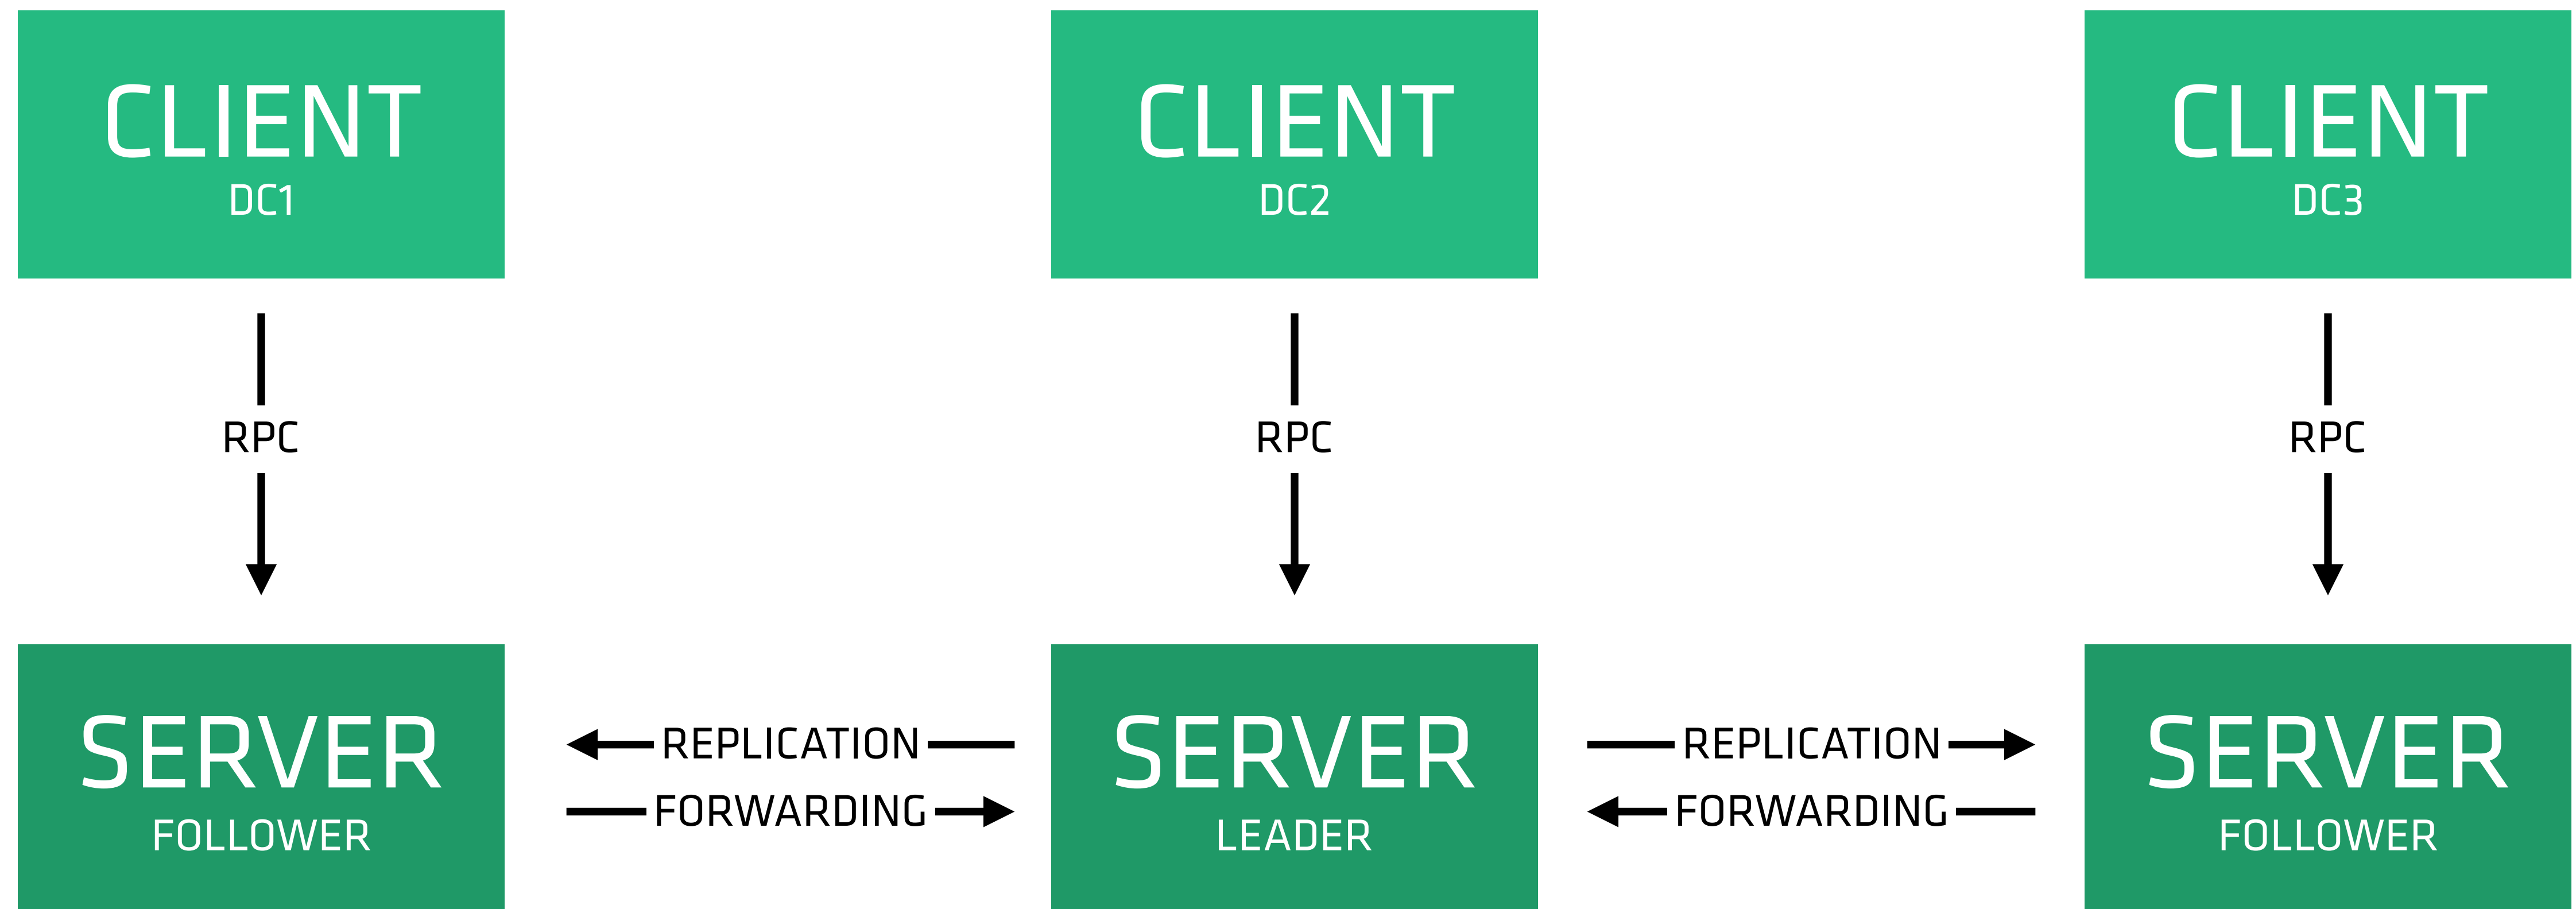 CLIENT
DC1
CLIENT
DC2
CLIENT
DC3
RPC
RPC
RPC
SERVER
FOLLOWER
REPLICATION
FORWARDING
SERVER
LEADER
REPLICATION
FORWARDING
SERVER
FOLLOWER